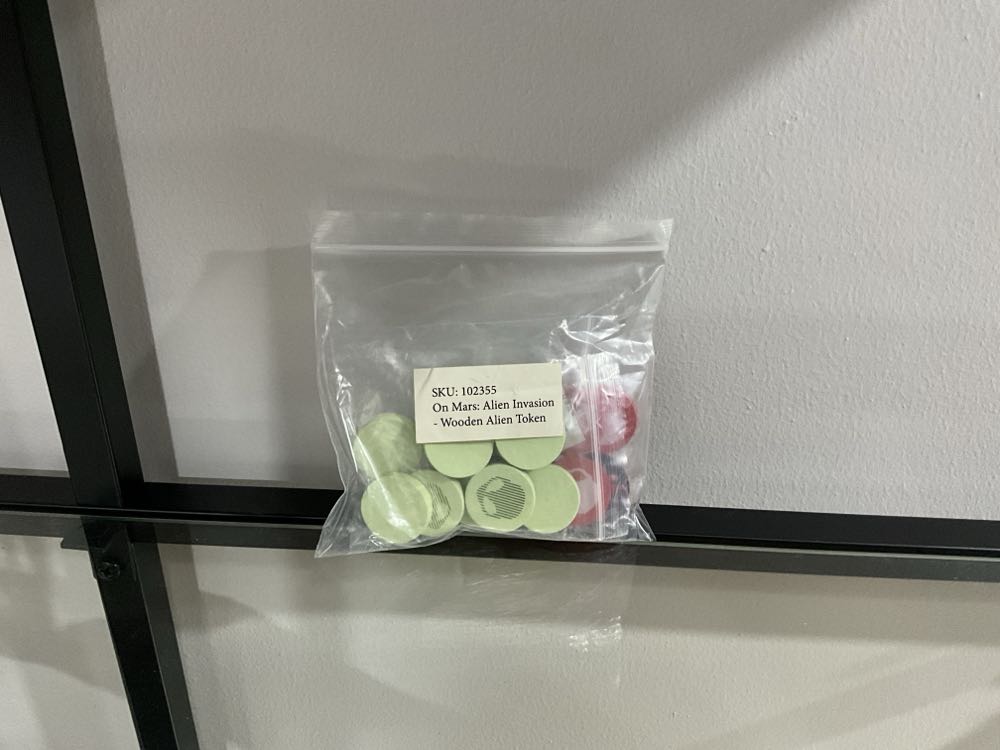 SKU: 102355
On Mars: Alien Invasion
- Wooden Alien Token